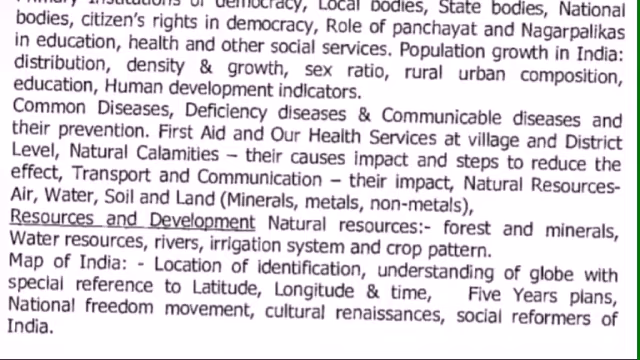 Primary Institutions of democracy, Local bodies, State bodies, National
bodies, citizen's rights in democracy, Role of panchayat and Nagarpalikas
in education, health and other social services. Population growth in India:
distribution, density & growth, sex ratio, rural urban composition,
education, Human development indicators.
Common Diseases, Deficiency diseases & Communicable diseases and
their prevention. First Aid and Our Health Services at village and District
Level, Natural Calamities – their causes impact and steps to reduce the
effect, Transport and Communication – their impact, Natural Resources-
Air, Water, Soil and Land (Minerals, metals, non-metals),
Resources and Development Natural resources:- forest and minerals,
Water resources, rivers, irrigation system and crop pattern.
Map of India: - Location of identification, understanding of globe with
special reference to Latitude, Longitude & time, Five Years plans,
National freedom movement, cultural renaissances, social reformers of
India.